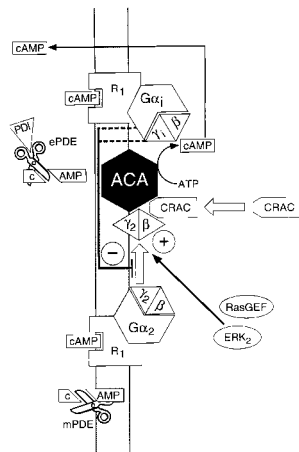 cAMP
R1
cAMP
Gαi
γi β
PDi
ePDE
cAMP
c AMP
ACA
ATP
CRAC
CRAC
γ2 β
−
+
γ2 β
RasGEF
Gα2
cAMP
ERK2
R1
c AMP
mPDE